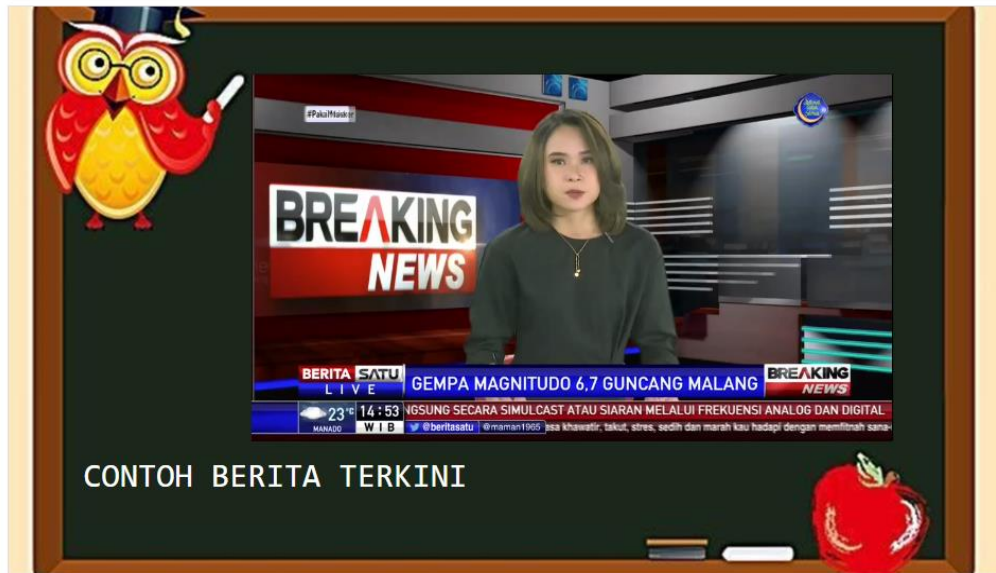 #PakaiMasker
BREAKING
NEWS
BERITA SATU
LIVE
GEMPA MAGNITUDO 6,7 GUNCANG MALANG
BREAKING
NEWS
23°C
MANADO
14:53
WIB
NGSUNG SECARA SIMULCAST ATAU SIARAN MELALUI FREKUENSI ANALOG DAN DIGITAL
@beritasatu
@maman1965
asa khawatir, takut, stres, sedih dan marah kau hadapi dengan memfitnah sana-
CONTOH BERITA TERKINI